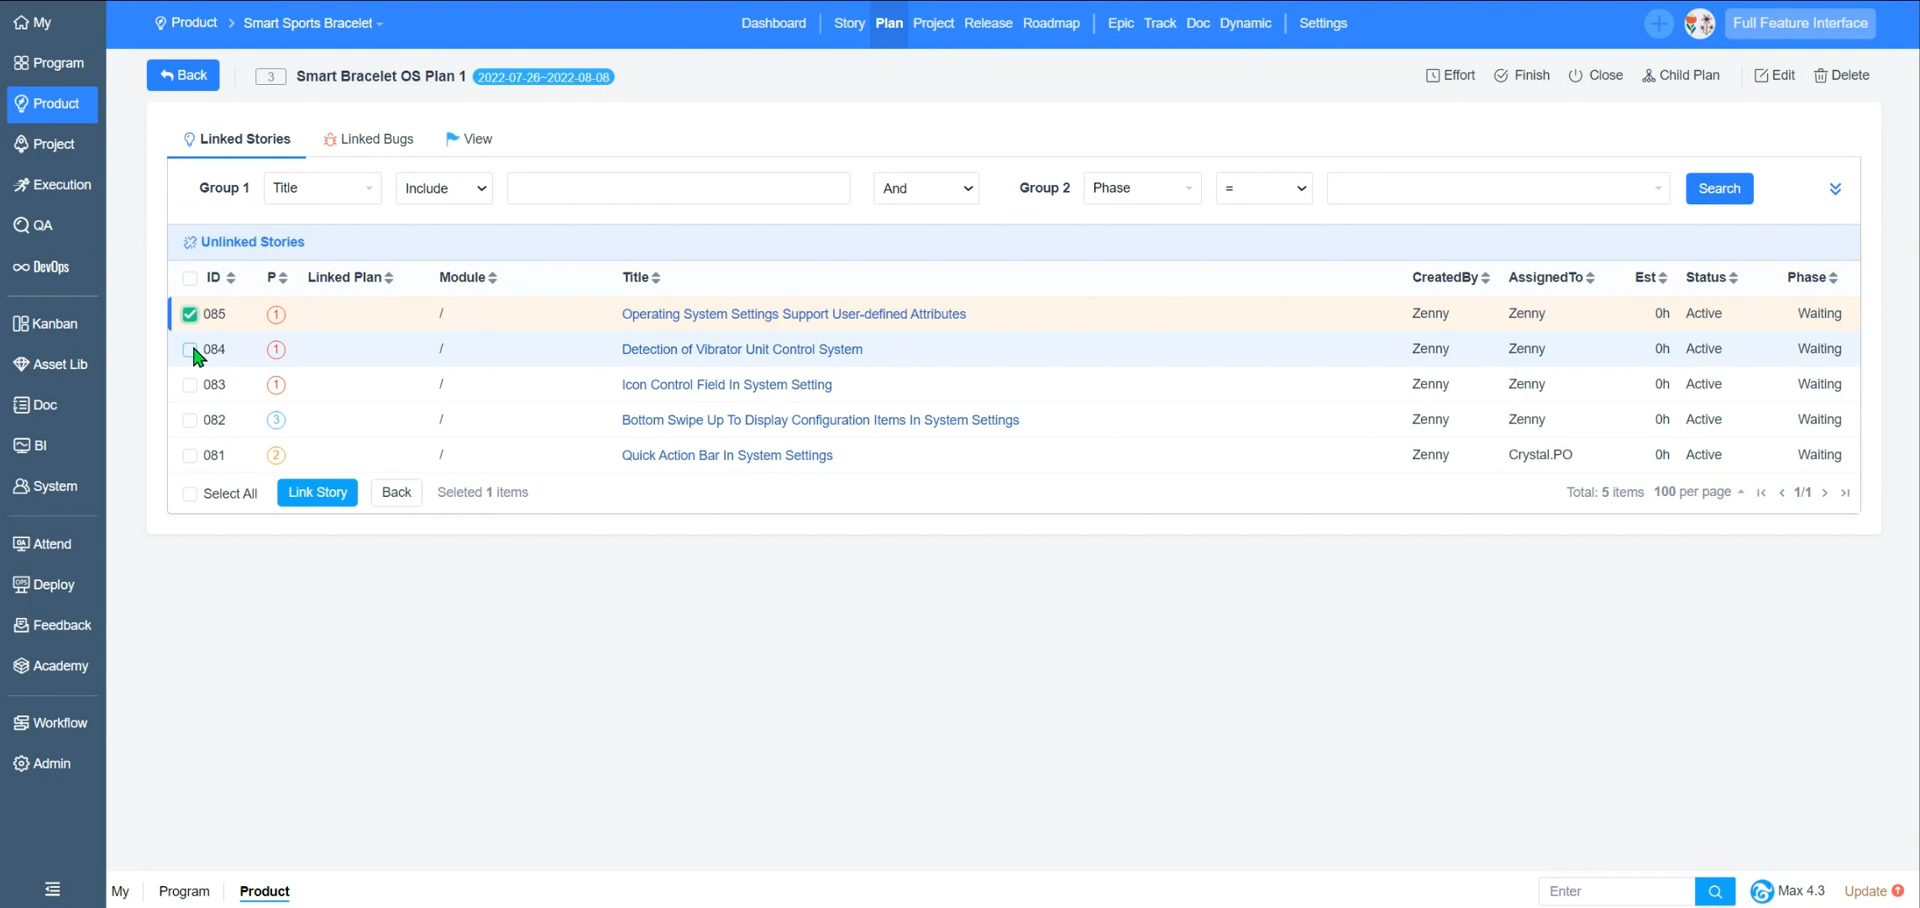 My
Product > Smart Sports Bracelet
Dashboard Story Plan Project Release Roadmap Epic Track Doc Dynamic Settings
Full Feature Interface
Program
Product
Project
Execution
QA
DevOps
Kanban
Asset Lib
Doc
BI
System
Attend
Deploy
Feedback
Academy
Workflow
Admin
Back 3 Smart Bracelet OS Plan 1 2022-07-26~2022-08-08
Effort Finish Close Child Plan Edit Delete
Linked Stories Linked Bugs View
Group 1 Title Include And Group 2 Phase = Search
Unlinked Stories
ID P Linked Plan Module Title CreatedBy AssignedTo Est Status Phase
085 1 / Operating System Settings Support User-defined Attributes Zenny Zenny 0h Active Waiting
084 1 / Detection of Vibrator Unit Control System Zenny Zenny 0h Active Waiting
083 1 / Icon Control Field In System Setting Zenny Zenny 0h Active Waiting
082 3 / Bottom Swipe Up To Display Configuration Items In System Settings Zenny Zenny 0h Active Waiting
081 2 / Quick Action Bar In System Settings Zenny Crystal.PO 0h Active Waiting
Select All Link Story Back Seleted 1 items Total: 5 items 100 per page 1/1
My Program Product
Enter Max 4.3 Update